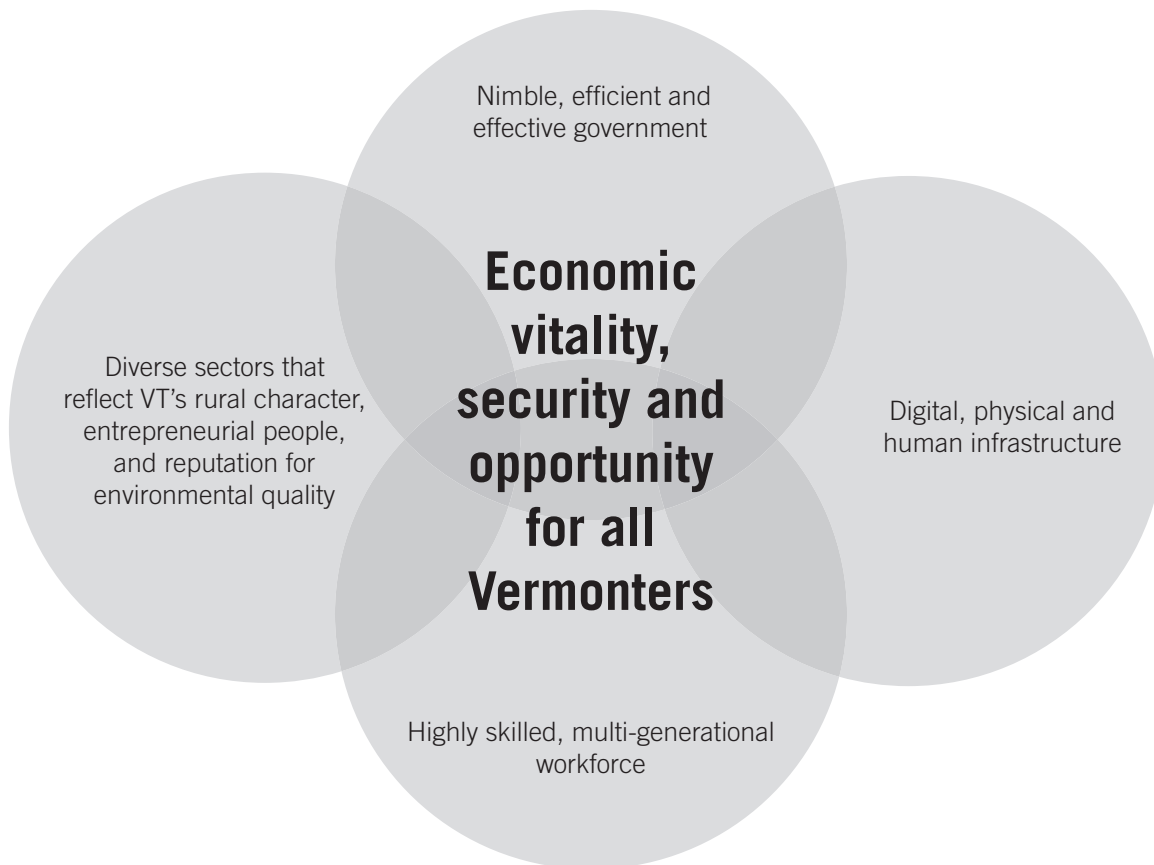 Nimble, efficient and
effective government
Economic
vitality,
security and
opportunity
for all
Vermonters
Diverse sectors that
reflect VT’s rural character,
entrepreneurial people,
and reputation for
environmental quality
Digital, physical and
human infrastructure
Highly skilled, multi-generational
workforce